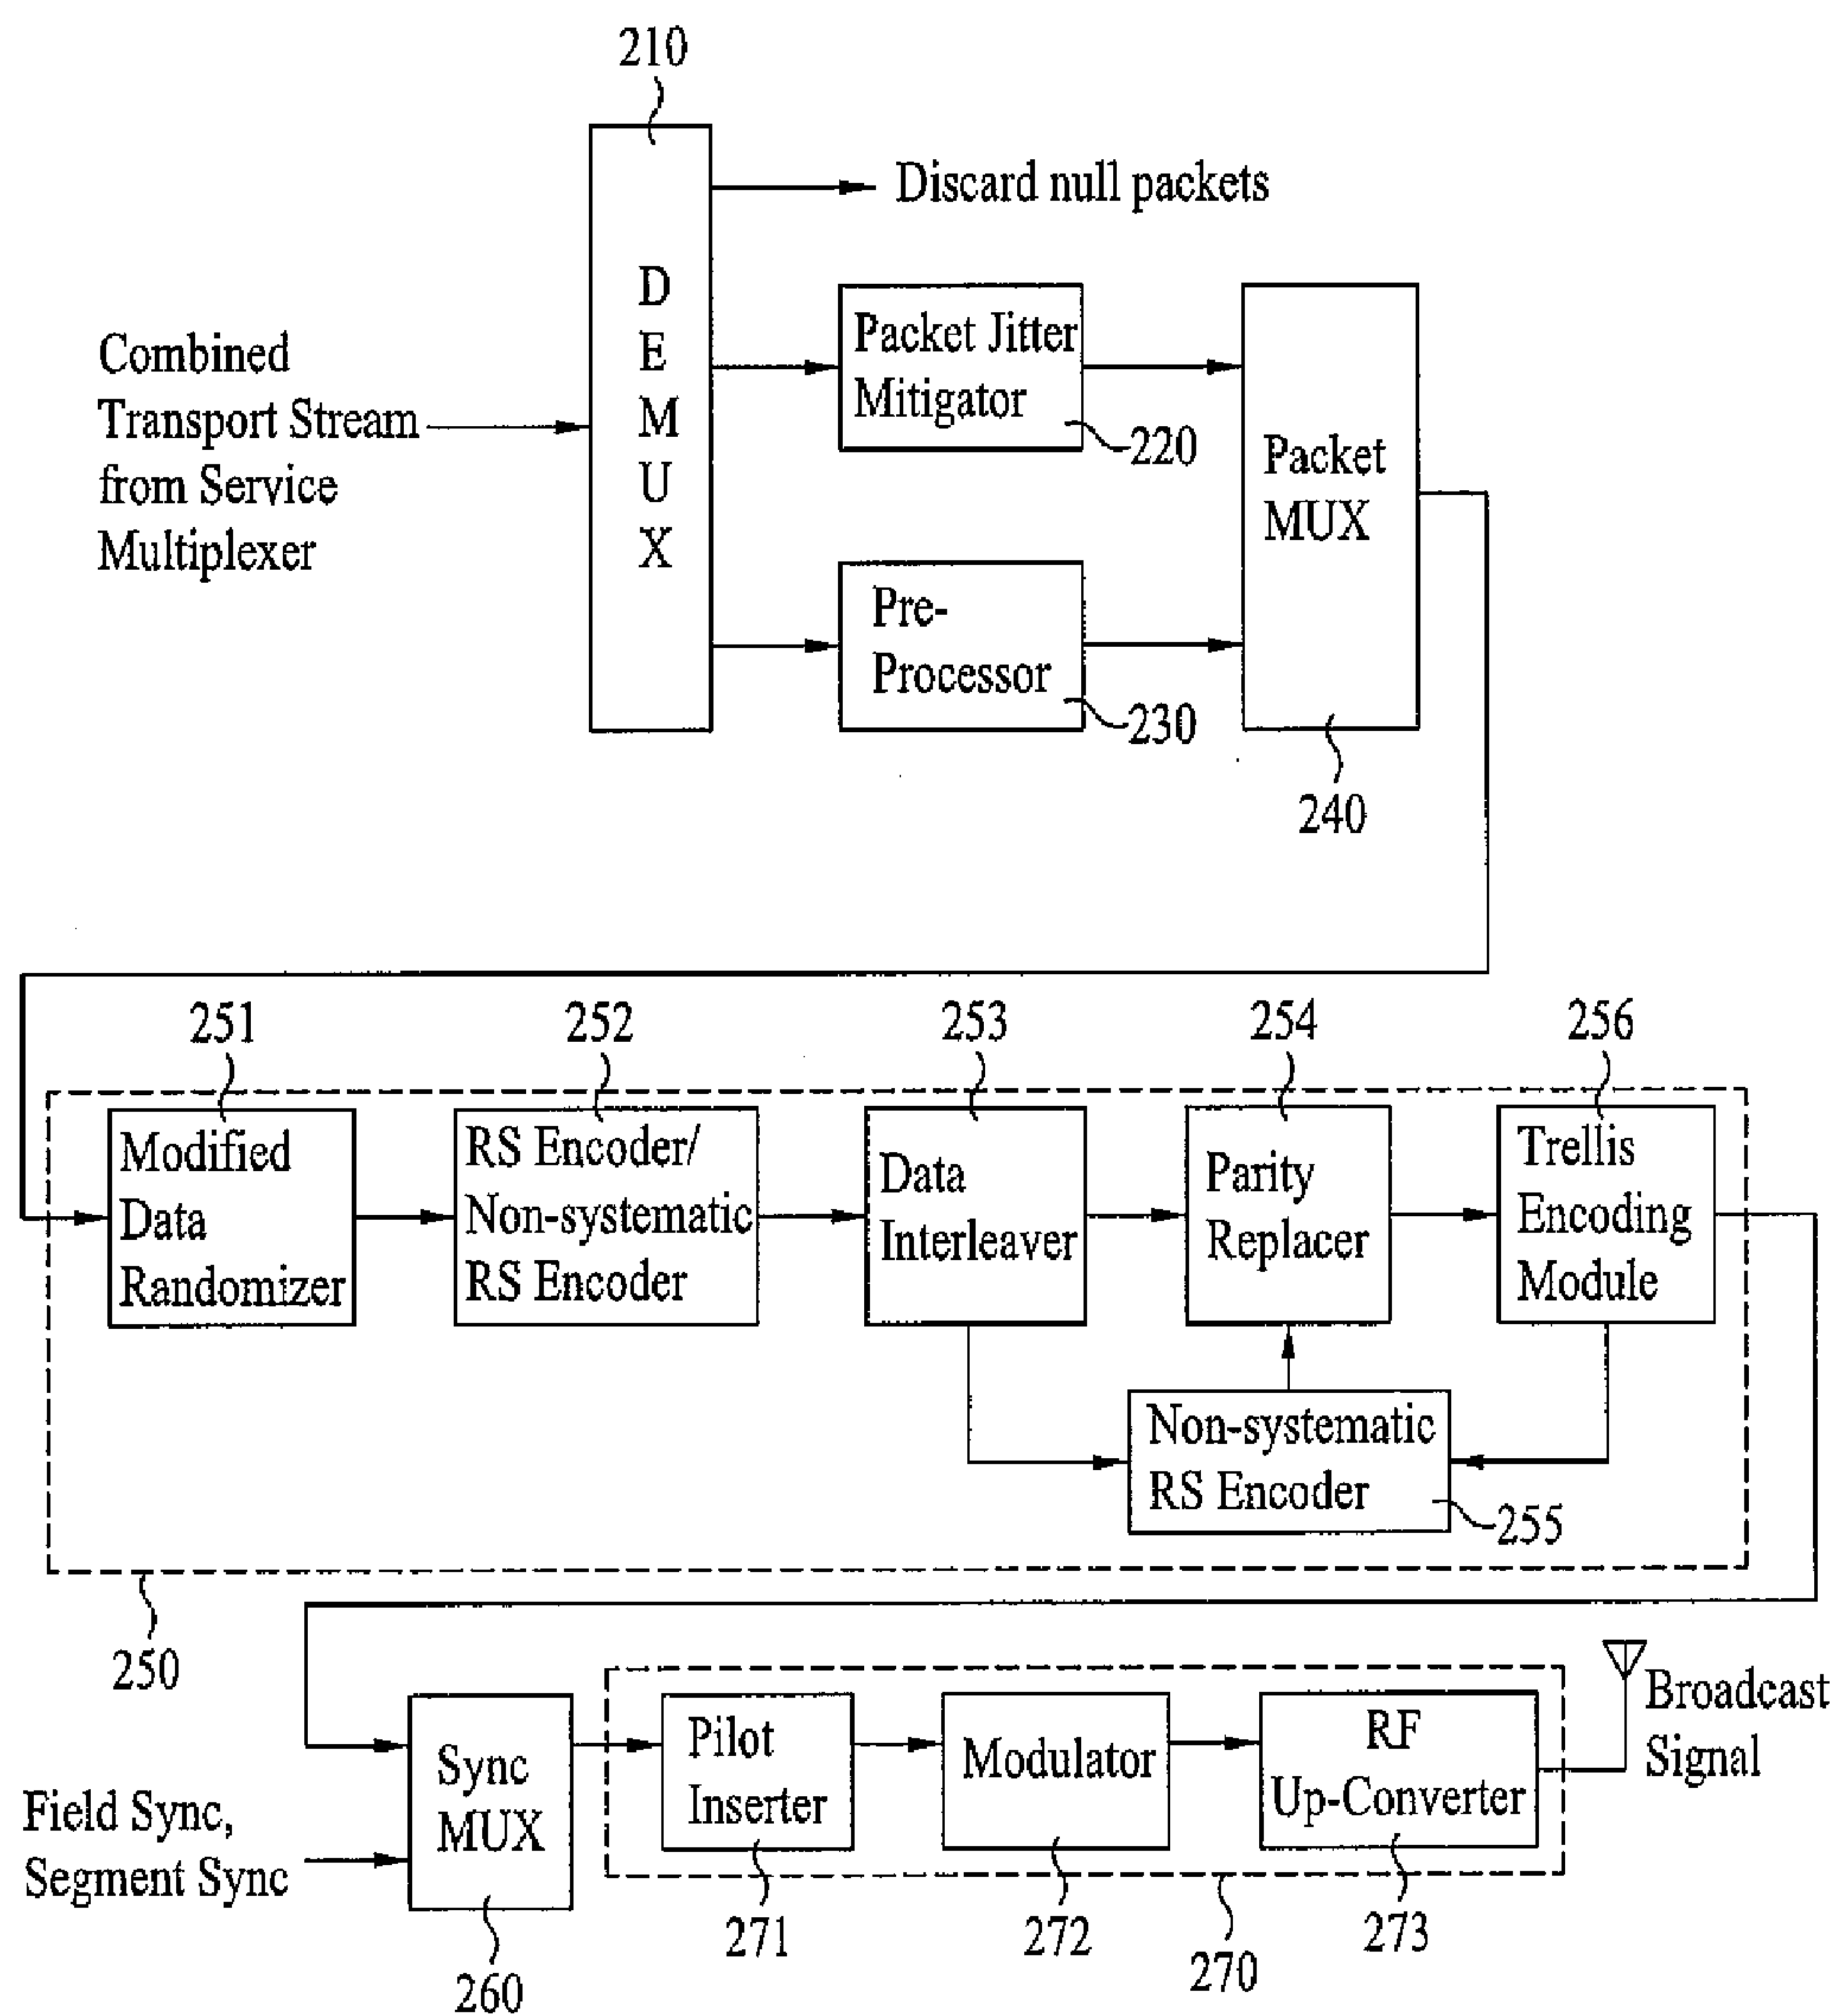 210
Discard null packets
D
E
M
U
X
Combined
Transport Stream
from Service
Multiplexer
Packet Jitter
Mitigator
220
Packet
MUX
Pre-
Processor
230
240
251
252
253
254
256
Modified
Data
Randomizer
RS Encoder/
Non-systematic
RS Encoder
Data
Interleaver
Parity
Replacer
Trellis
Encoding
Module
Non-systematic
RS Encoder
255
250
Sync
MUX
Pilot
Inserter
Modulator
RF
Up-Converter
Broadcast
Signal
Field Sync,
Segment Sync
260
271
272
270
273